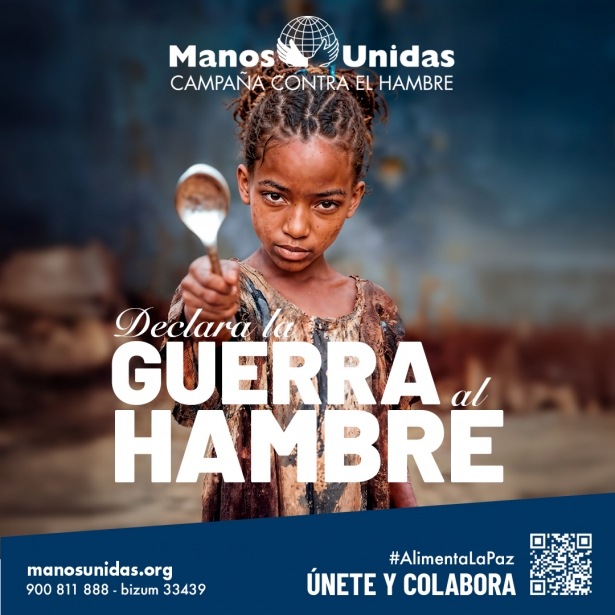 Manos Unidas
CAMPAÑA CONTRA EL HAMBRE
Declara la
GUERRA al
HAMBRE
manosunidas.org
900 811 888 - bizum 33439
#AlimentaLaPaz
ÚNETE Y COLABORA